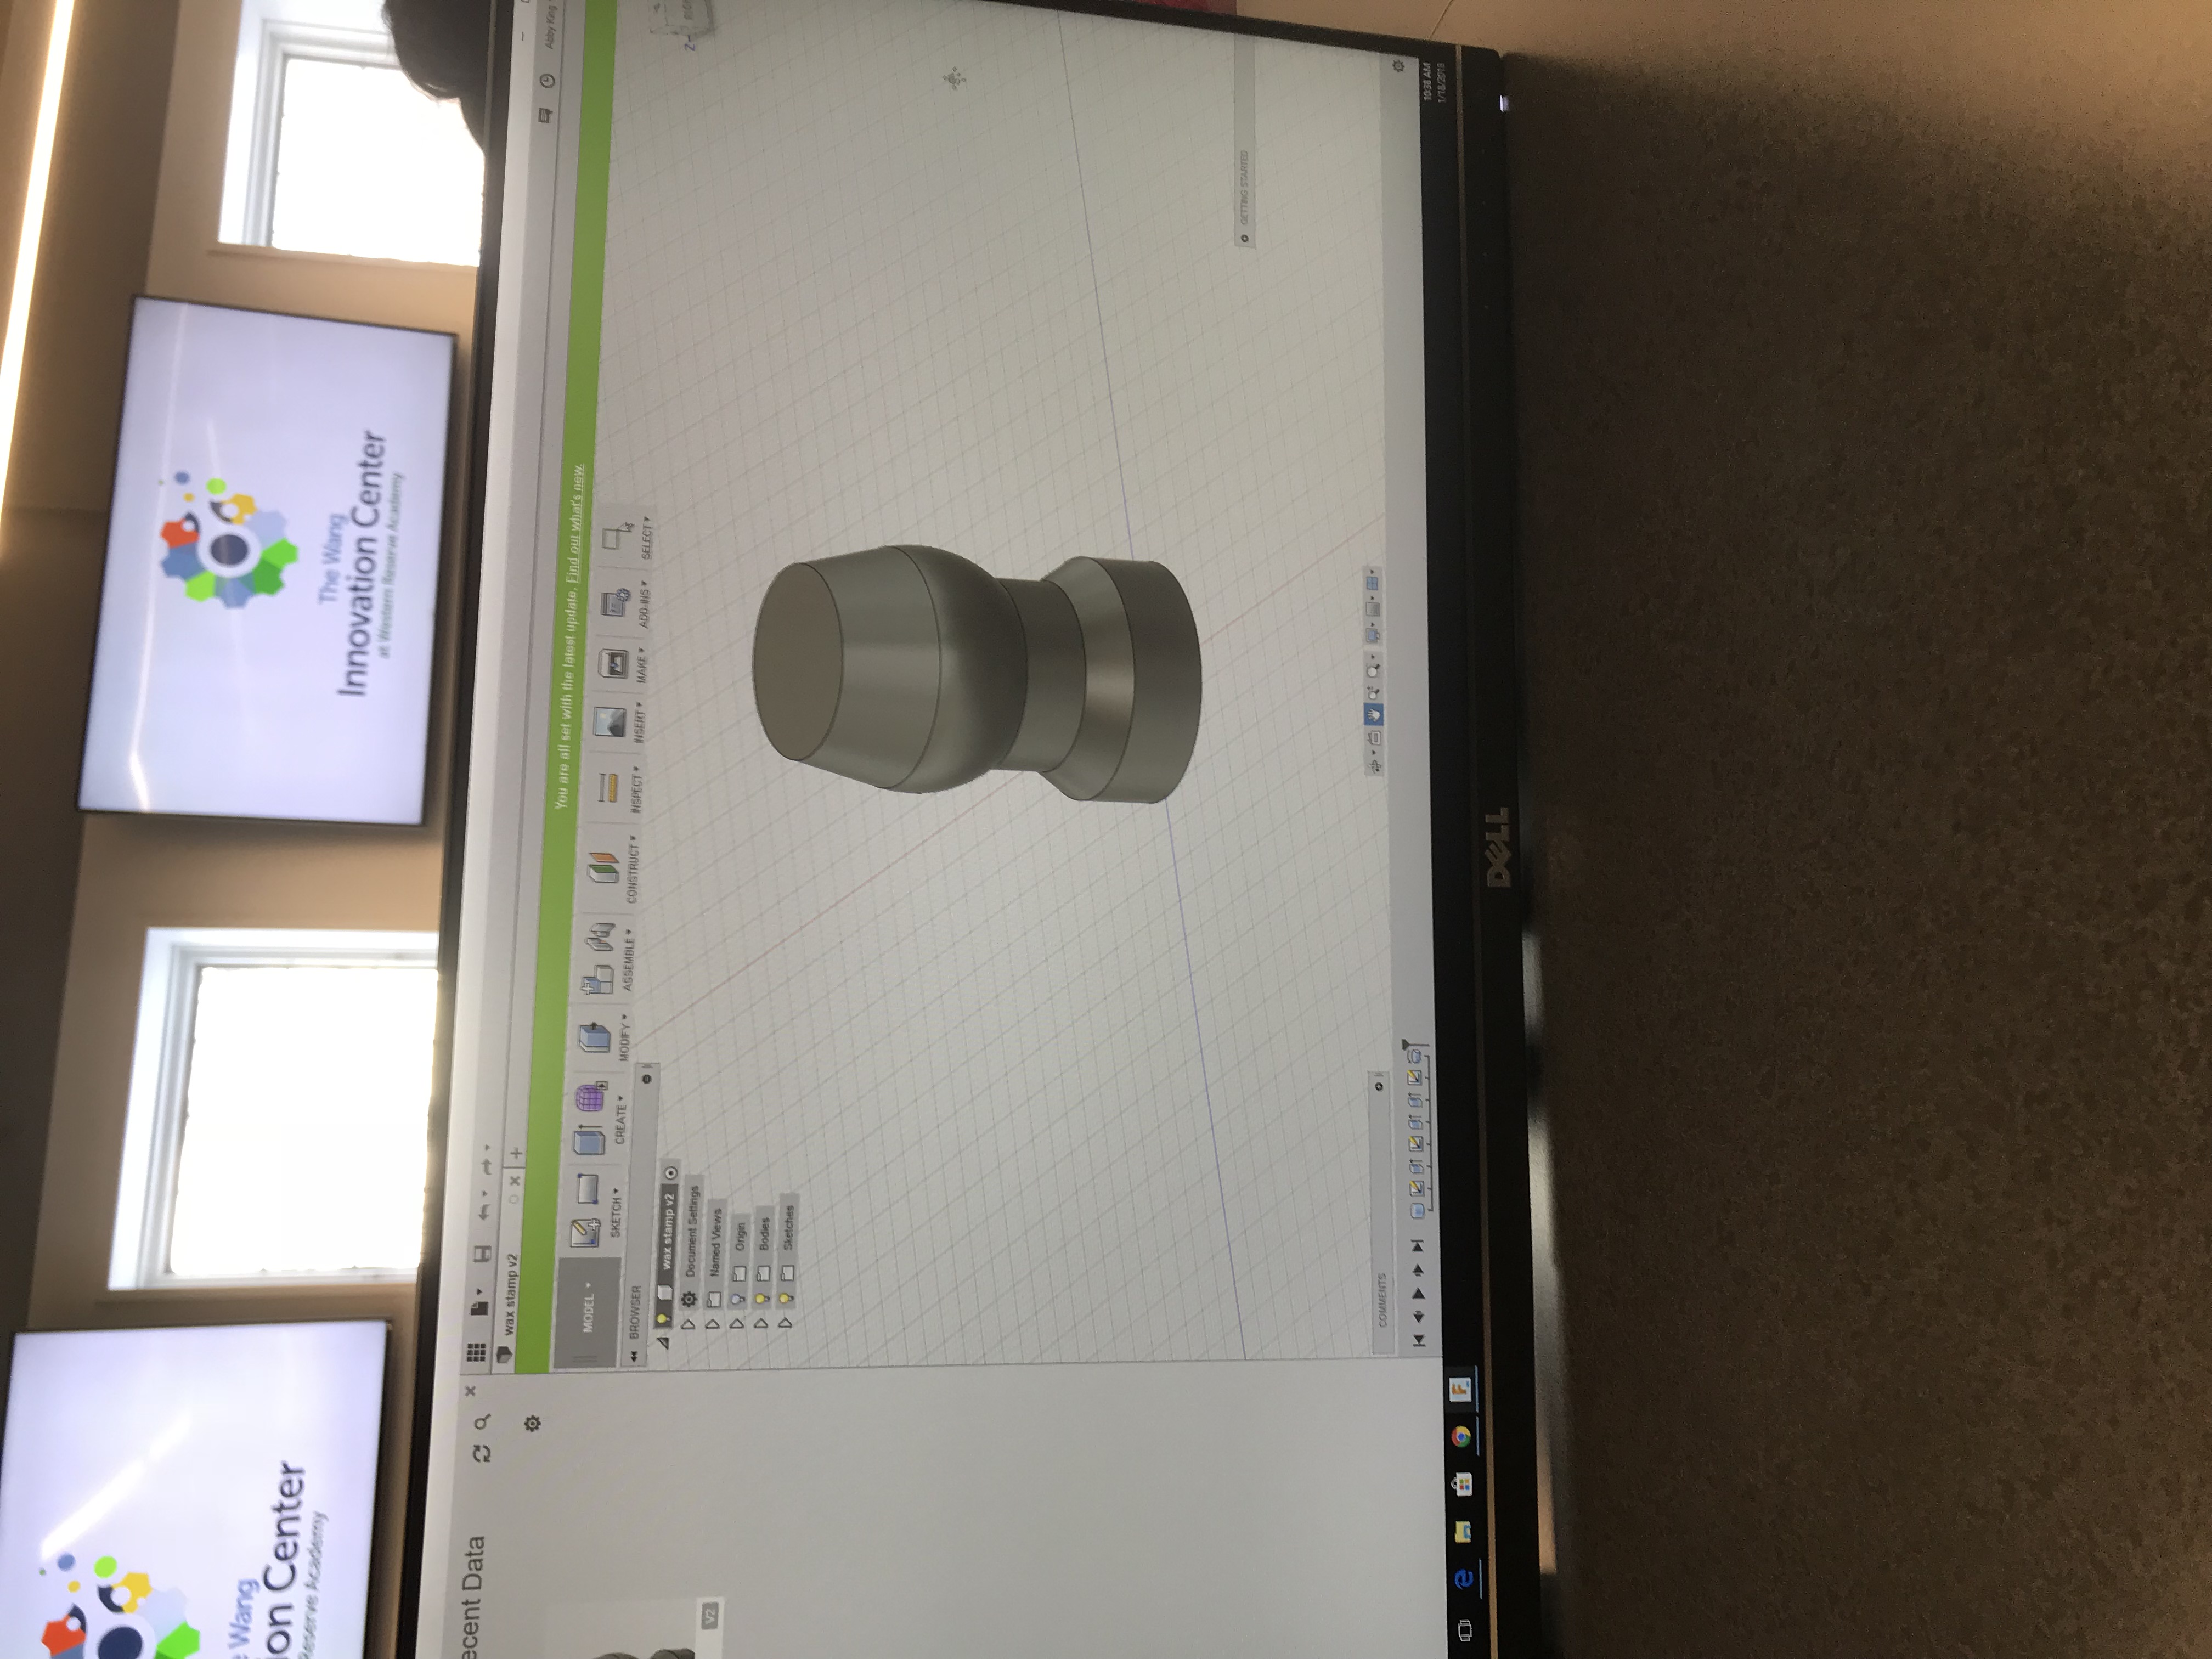 e Wang
ion Center
Reserve Academy
The Wang
Innovation Center
at Western Reserve Academy
ecent Data
wax stamp v2
You are all set with the latest update. Find out what's new.
Abby King
MODEL
SKETCH
CREATE
MODIFY
ASSEMBLE
CONSTRUCT
INSPECT
INSERT
MAKE
ADD-INS
SELECT
BROWSER
wax stamp v2
Document Settings
Named Views
Origin
Bodies
Sketches
V2
Z
GETTING STARTED
COMMENTS
10:38 AM
DELL